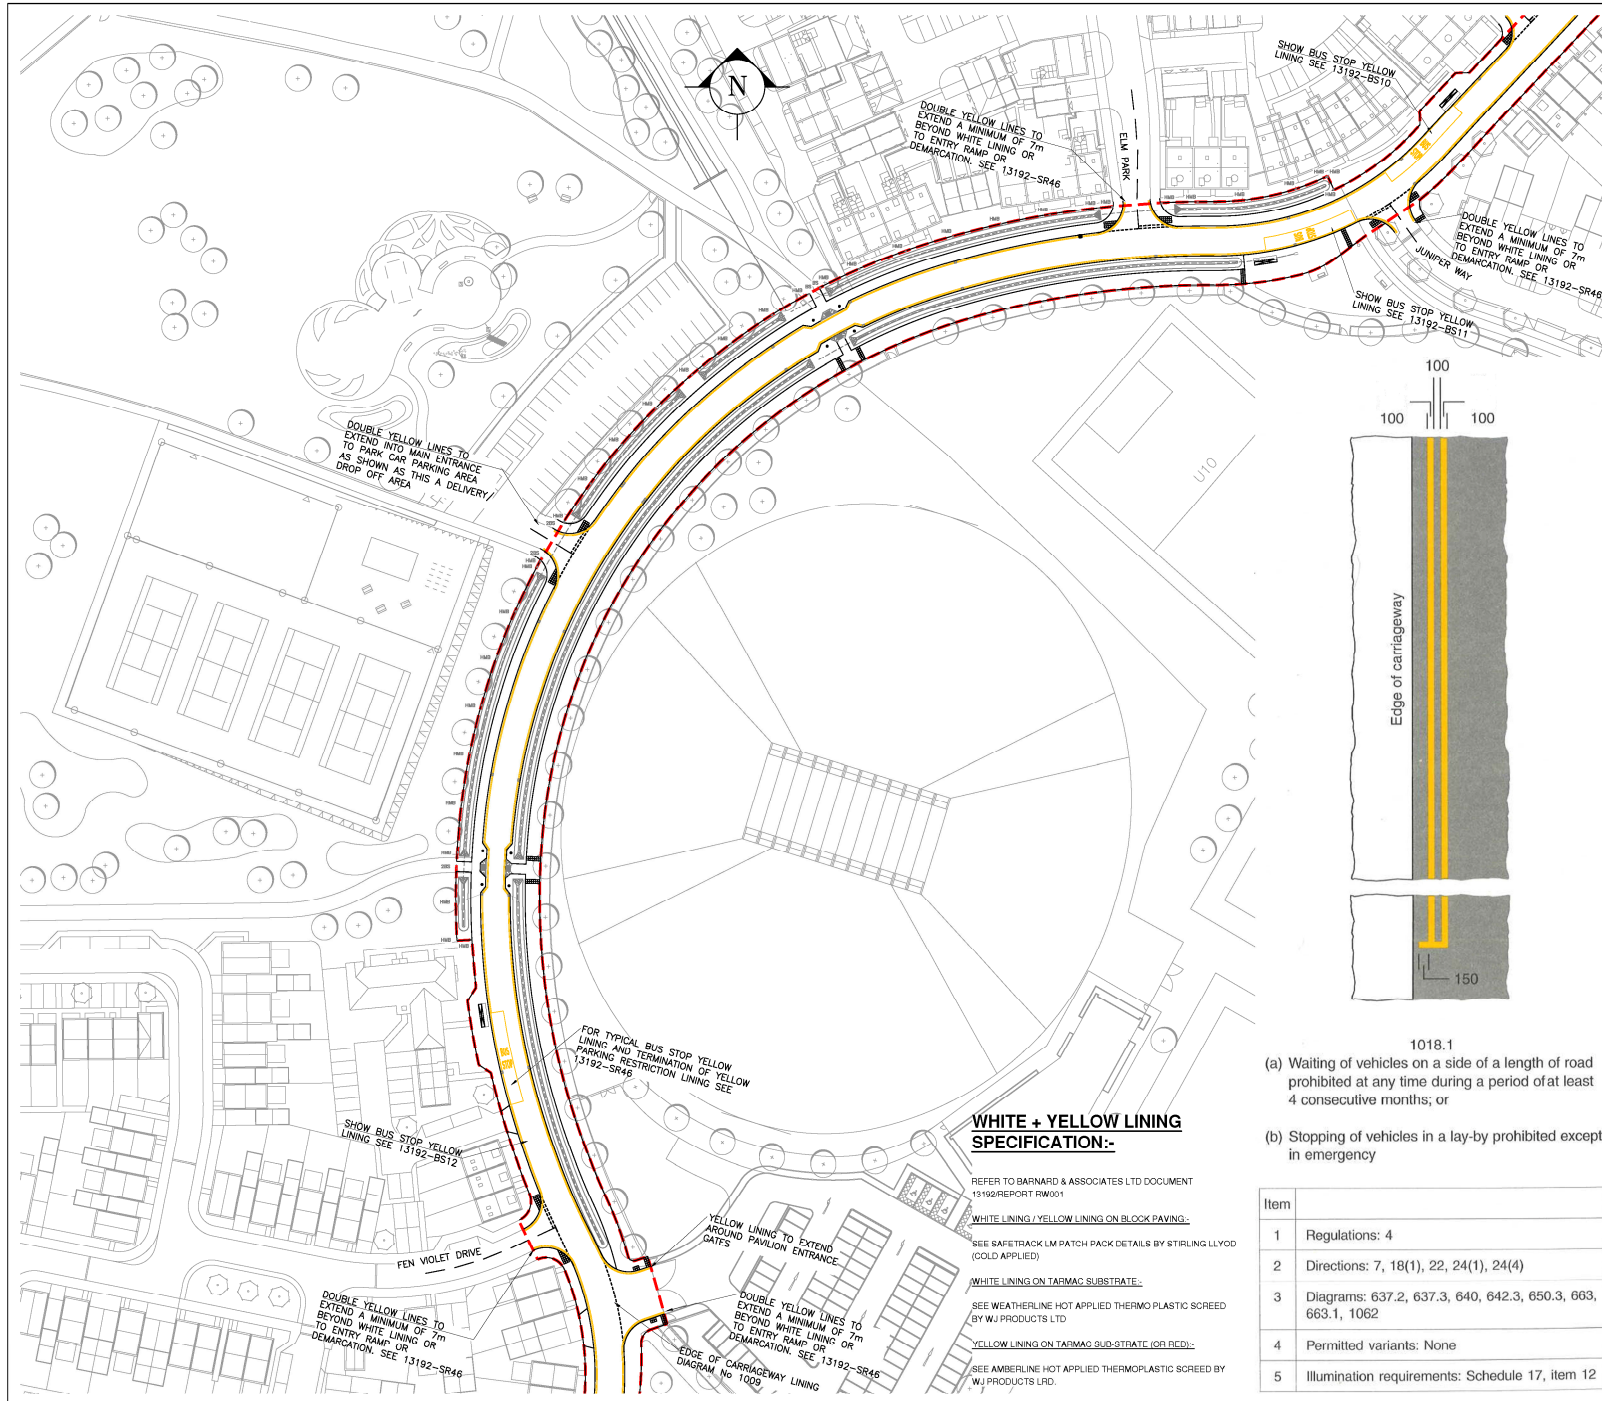 N
SHOW BUS STOP YELLOW
LINING SEE 13192-BS10
DOUBLE YELLOW LINES TO
EXTEND A MINIMUM OF 7m
BEYOND WHITE LINING OR
TO ENTRY RAMP OR
DEMARCATION. SEE 13192-SR46
ELM PARK
DOUBLE YELLOW LINES TO
EXTEND A MINIMUM OF 7m
BEYOND WHITE LINING OR
TO ENTRY RAMP OR
DEMARCATION. SEE 13192-SR46
JUNIPER WAY
SHOW BUS STOP YELLOW
LINING SEE 13192-BS11
DOUBLE YELLOW LINES TO
EXTEND INTO MAIN ENTRANCE
TO PARK CAR PARKING AREA
AS SHOWN AS THIS A DELIVERY
DROP OFF AREA
U10
100
100
100
Edge of carriageway
150
1018.1
(a) Waiting of vehicles on a side of a length of road
prohibited at any time during a period of at least
4 consecutive months; or
(b) Stopping of vehicles in a lay-by prohibited except
in emergency
Item
1 Regulations: 4
2 Directions: 7, 18(1), 22, 24(1), 24(4)
3 Diagrams: 637.2, 637.3, 640, 642.3, 650.3, 663,
663.1, 1062
4 Permitted variants: None
5 Illumination requirements: Schedule 17, item 12
FOR TYPICAL BUS STOP YELLOW
LINING AND TERMINATION OF YELLOW
PARKING RESTRICTION LINING SEE
13192-SR46
BUS
STOP
SHOW BUS STOP YELLOW
LINING SEE 13192-BS12
FEN VIOLET DRIVE
DOUBLE YELLOW LINES TO
EXTEND A MINIMUM OF 7m
BEYOND WHITE LINING OR
TO ENTRY RAMP OR
DEMARCATION. SEE 13192-SR46
YELLOW LINING TO EXTEND
AROUND PAVILION ENTRANCE
GATES
DOUBLE YELLOW LINES TO
EXTEND A MINIMUM OF 7m
BEYOND WHITE LINING OR
TO ENTRY RAMP OR
DEMARCATION. SEE 13192-SR46
EDGE OF CARRIAGEWAY LINING
DIAGRAM No 1009
WHITE + YELLOW LINING
SPECIFICATION:-
REFER TO BARNARD & ASSOCIATES LTD DOCUMENT
13192/REPORT RW001
WHITE LINING / YELLOW LINING ON BLOCK PAVING:-
SEE SAFETRACK LM PATCH PACK DETAILS BY STIRLING LLYOD
(COLD APPLIED)
WHITE LINING ON TARMAC SUBSTRATE:-
SEE WEATHERLINE HOT APPLIED THERMO PLASTIC SCREED
BY WJ PRODUCTS LTD
YELLOW LINING ON TARMAC SUB-STRATE (OR RED):-
SEE AMBERLINE HOT APPLIED THERMOPLASTIC SCREED BY
WJ PRODUCTS LRD.